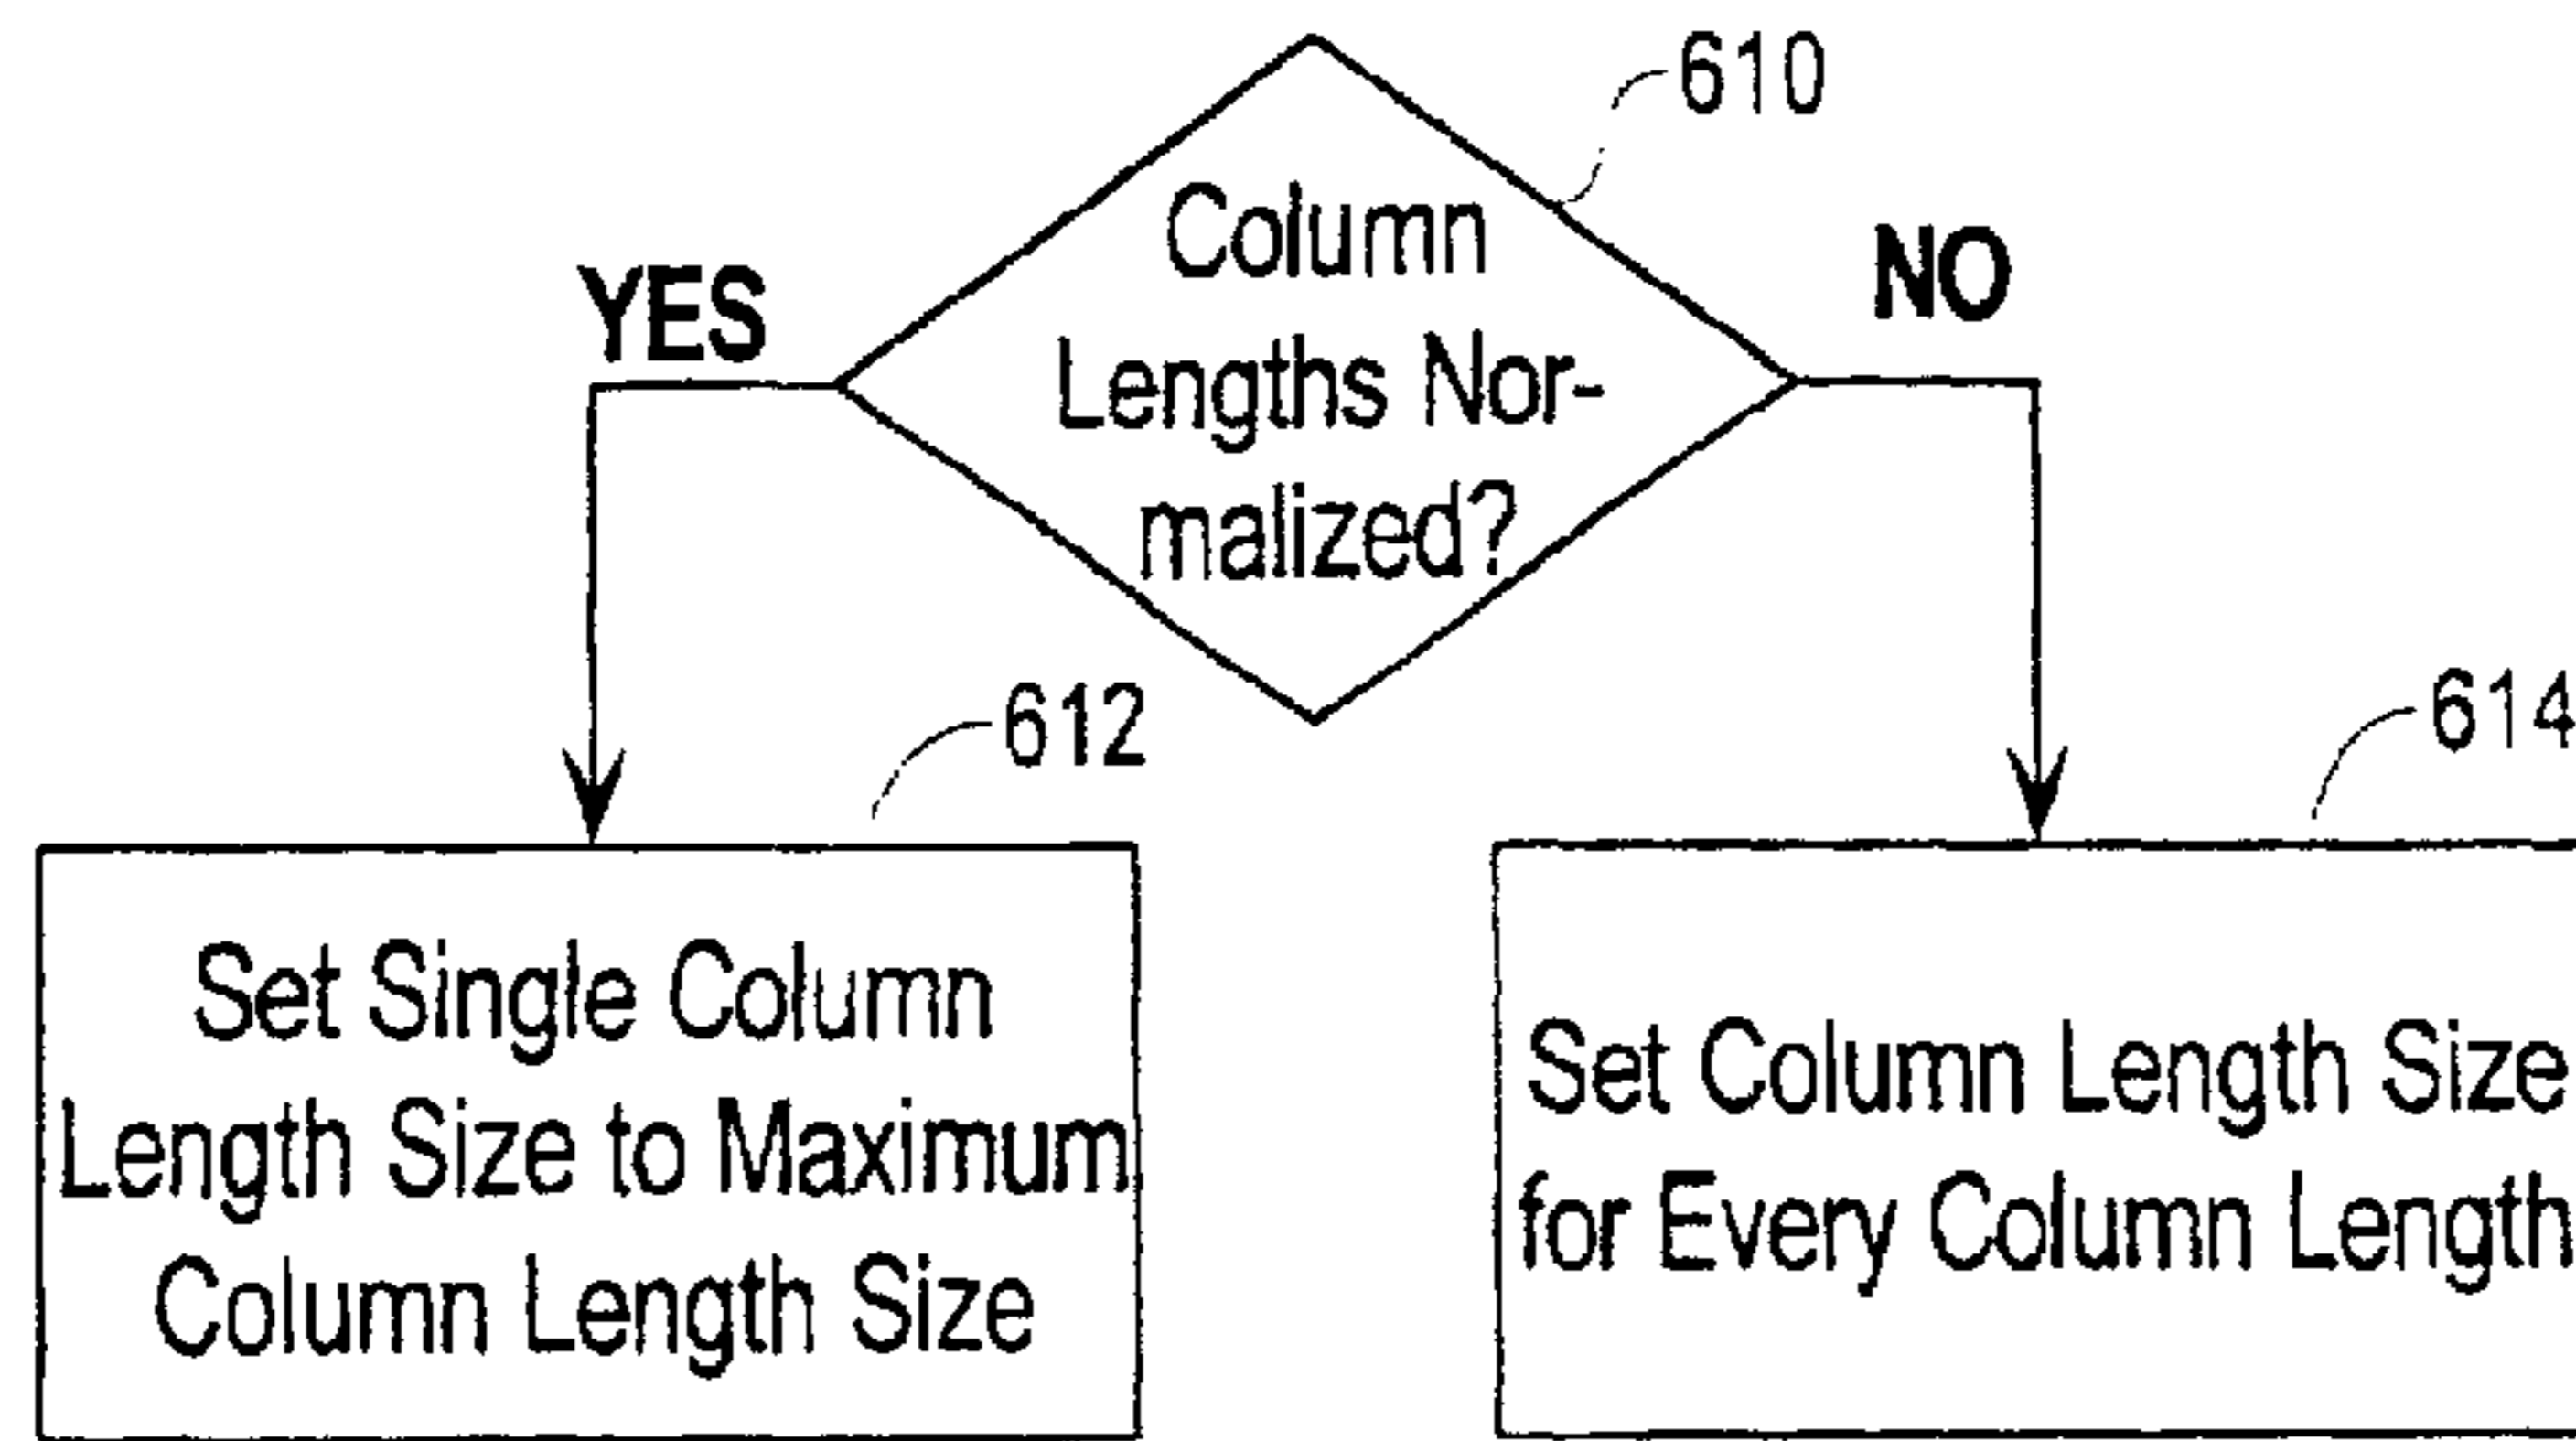 610
Column
Lengths Nor-
malized?
YES
NO
612
Set Single Column
Length Size to Maximum
Column Length Size
614
Set Column Length Size
for Every Column Length